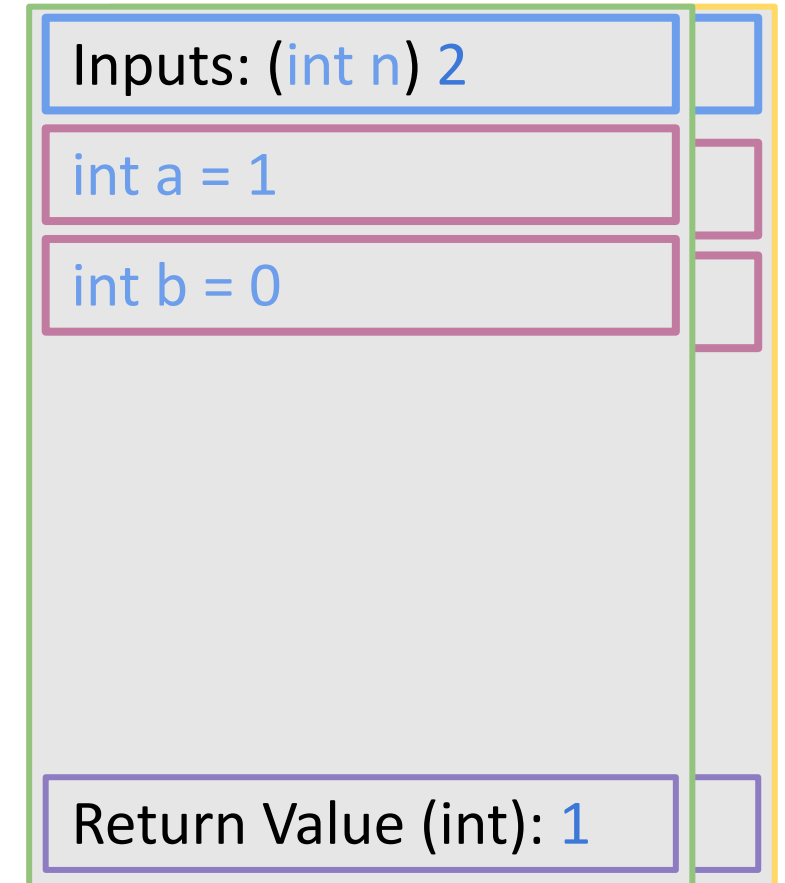 Inputs: (int n) 2
int a = 1
int b = 0
Return Value (int): 1